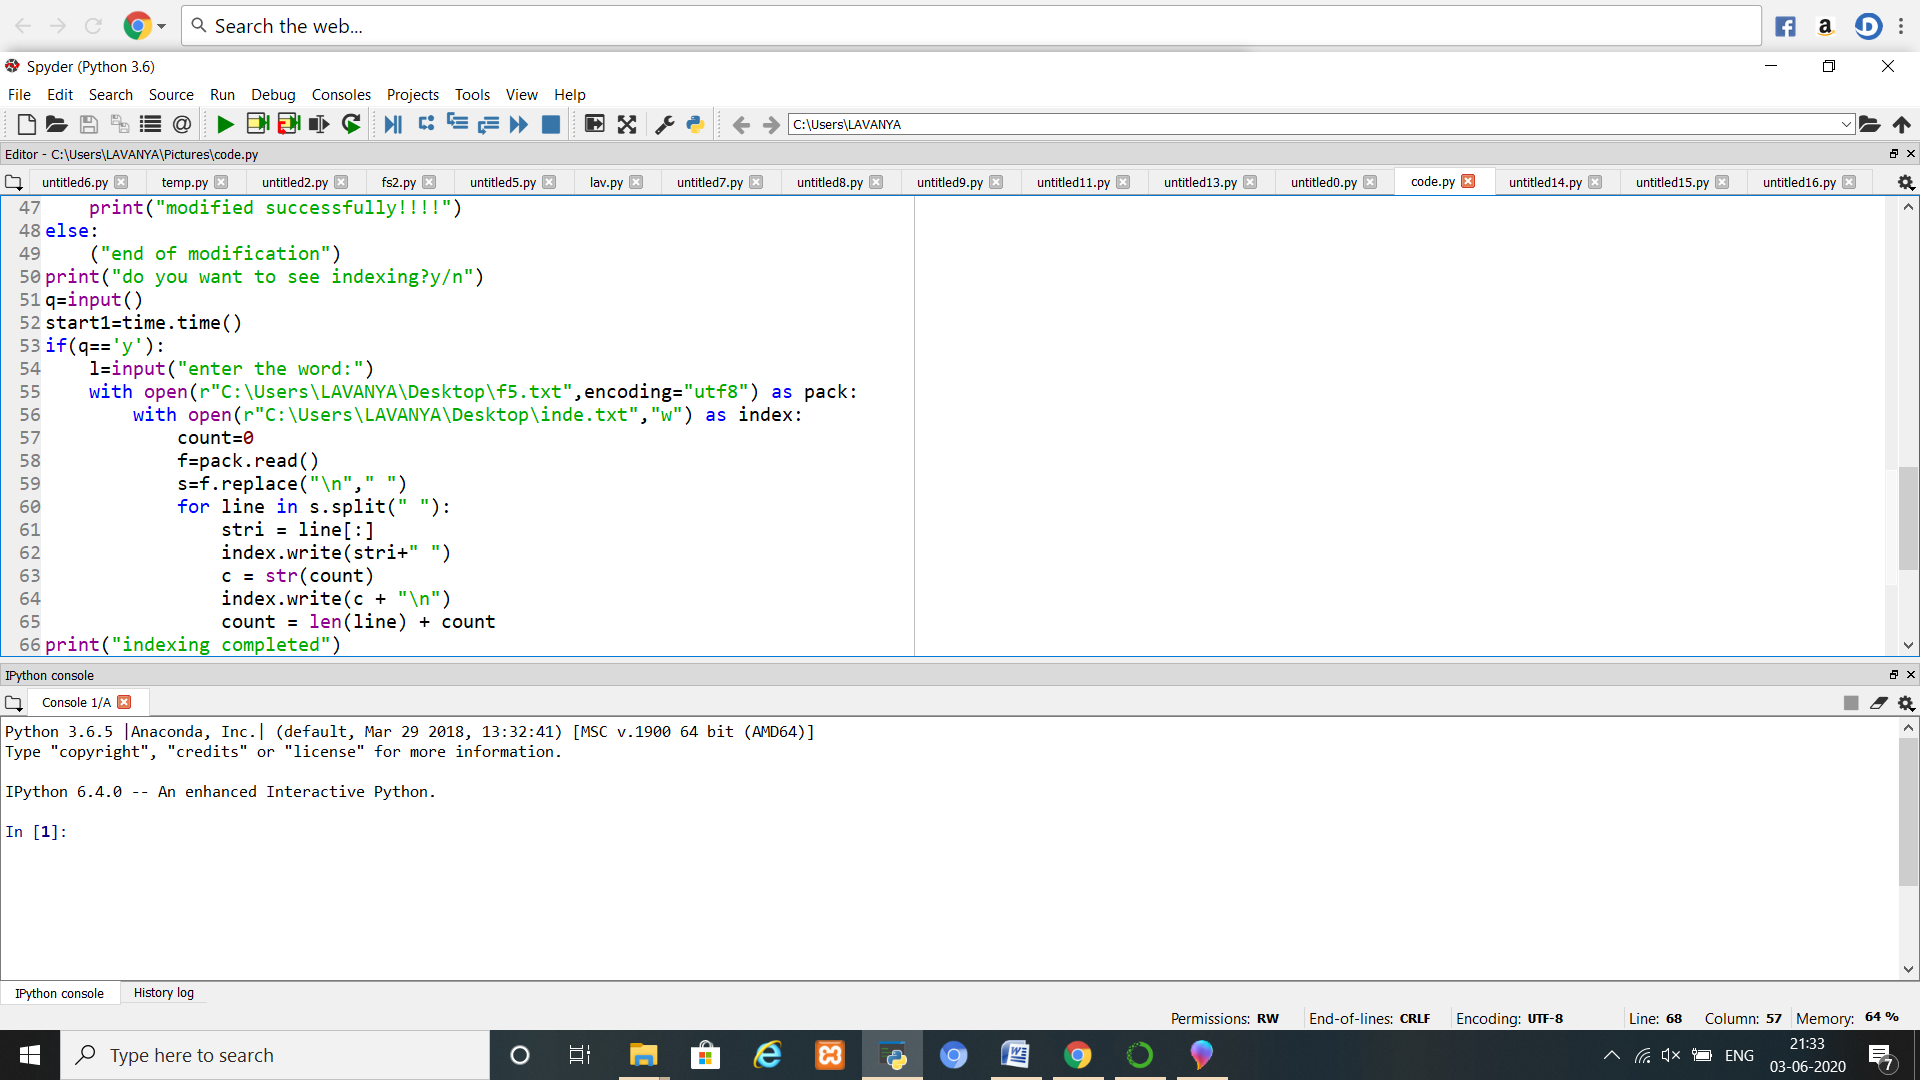 Search the web...
a
Spyder (Python 3.6)
File Edit Search Source Run Debug Consoles Projects Tools View Help
C:\Users\LAVANYA
Editor - C:\Users\LAVANYA\Pictures\code.py
untitled6.py temp.py untitled2.py fs2.py untitled5.py lav.py untitled7.py untitled8.py untitled9.py untitled11.py untitled13.py untitled0.py code.py untitled14.py untitled15.py untitled16.py
47     print("modified successfully!!!!")
48 else:
49     ("end of modification")
50 print("do you want to see indexing?y/n")
51 q=input()
52 start1=time.time()
53 if(q=='y'):
54     l=input("enter the word:")
55     with open(r"C:\Users\LAVANYA\Desktop\f5.txt",encoding="utf8") as pack:
56         with open(r"C:\Users\LAVANYA\Desktop\inde.txt","w") as index:
57             count=0
58             f=pack.read()
59             s=f.replace("\n"," ")
60             for line in s.split(" "):
61                 stri = line[:]
62                 index.write(stri+" ")
63                 c = str(count)
64                 index.write(c + "\n")
65                 count = len(line) + count
66 print("indexing completed")
IPython console
Console 1/A
Python 3.6.5 |Anaconda, Inc.| (default, Mar 29 2018, 13:32:41) [MSC v.1900 64 bit (AMD64)]
Type "copyright", "credits" or "license" for more information.
IPython 6.4.0 -- An enhanced Interactive Python.
In [1]:
IPython console History log
Permissions: RW End-of-lines: CRLF Encoding: UTF-8 Line: 68 Column: 57 Memory: 64 %
Type here to search
ENG
21:33
03-06-2020
7